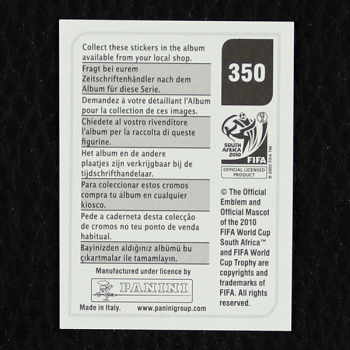 Collect these stickers in the album
available from your local shop.
Fragt bei eurem
Zeitschriftenhändler nach dem
Album für diese Serie.
Demandez à votre détaillant l'Album
pour la collection de ces images.
Chiedete al vostro rivenditore
l'album per la raccolta di queste
figurine.
Het album en de andere
plaatjes zijn verkrijgbaar bij de
tijdschrifthandelaar.
Para coleccionar estos cromos
compra tu álbum en cualquier
kiosco.
Pede a caderneta desta colecção
de cromos no teu ponto de venda
habitual.
Bayinizden aldığınız albümü bu
çıkartmalar ile tamamlayın.
Manufactured under licence by
PANINI
Made in Italy. www.paninigroup.com
350
SOUTH AFRICA
2010
FIFA
OFFICIAL LICENSED
PRODUCT
© The Official
Emblem and
Official Mascot
of the 2010
FIFA World Cup
South Africa™
and FIFA World
Cup Trophy are
copyrights and
trademarks of
FIFA. All rights
reserved.